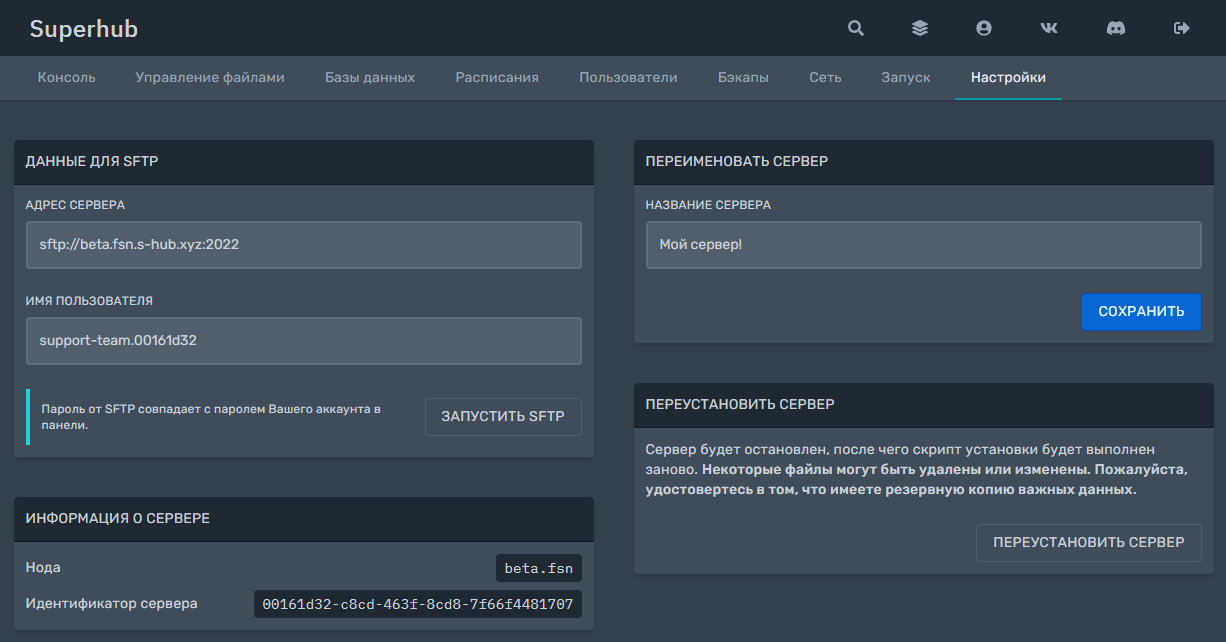 Superhub
Консоль
Управление файлами
Базы данных
Расписания
Пользователи
Бэкапы
Сеть
Запуск
Настройки
ДАННЫЕ ДЛЯ SFTP
АДРЕС СЕРВЕРА
sftp://beta.fsn.s-hub.xyz:2022
ИМЯ ПОЛЬЗОВАТЕЛЯ
support-team.00161d32
Пароль от SFTP совпадает с паролем Вашего аккаунта в
панели.
ЗАПУСТИТЬ SFTP
ИНФОРМАЦИЯ О СЕРВЕРЕ
Нода
beta.fsn
Идентификатор сервера
00161d32-c8cd-463f-8cd8-7f66f4481707
ПЕРЕИМЕНОВАТЬ СЕРВЕР
НАЗВАНИЕ СЕРВЕРА
Мой сервер!
СОХРАНИТЬ
ПЕРЕУСТАНОВИТЬ СЕРВЕР
Сервер будет остановлен, после чего скрипт установки будет выполнен
заново. Некоторые файлы могут быть удалены или изменены. Пожалуйста,
удостовертесь в том, что имеете резервную копию важных данных.
ПЕРЕУСТАНОВИТЬ СЕРВЕР